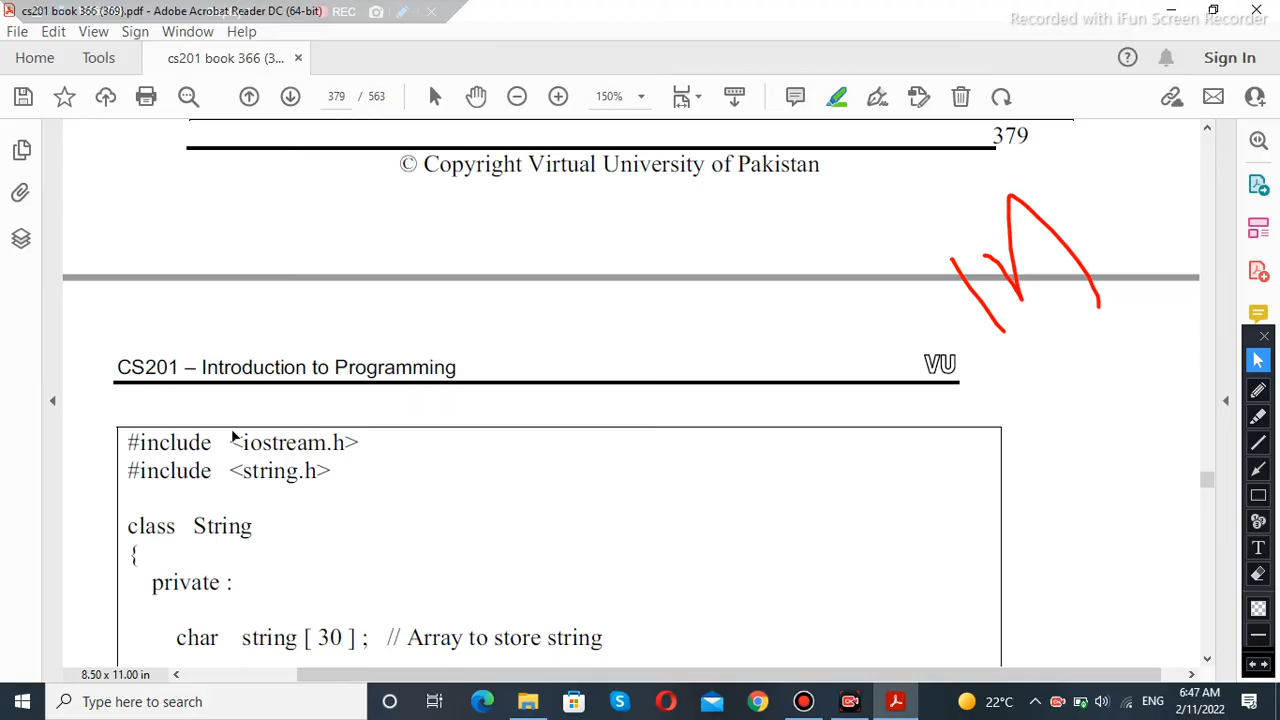 cs201 book 366 (369).pdf - Adobe Acrobat Reader DC (64-bit)
REC
Recorded with iFun Screen Recorder
File Edit View Sign Window Help
Home Tools cs201 book 366 (3... Sign In
379 / 563 150%
379
© Copyright Virtual University of Pakistan
CS201 – Introduction to Programming VU
#include <iostream.h>
#include <string.h>
class String
{
private :
char string [ 30 ] ; // Array to store string
8.50 x 11.00 in
Type here to search
22°C ENG
6:47 AM
2/11/2022